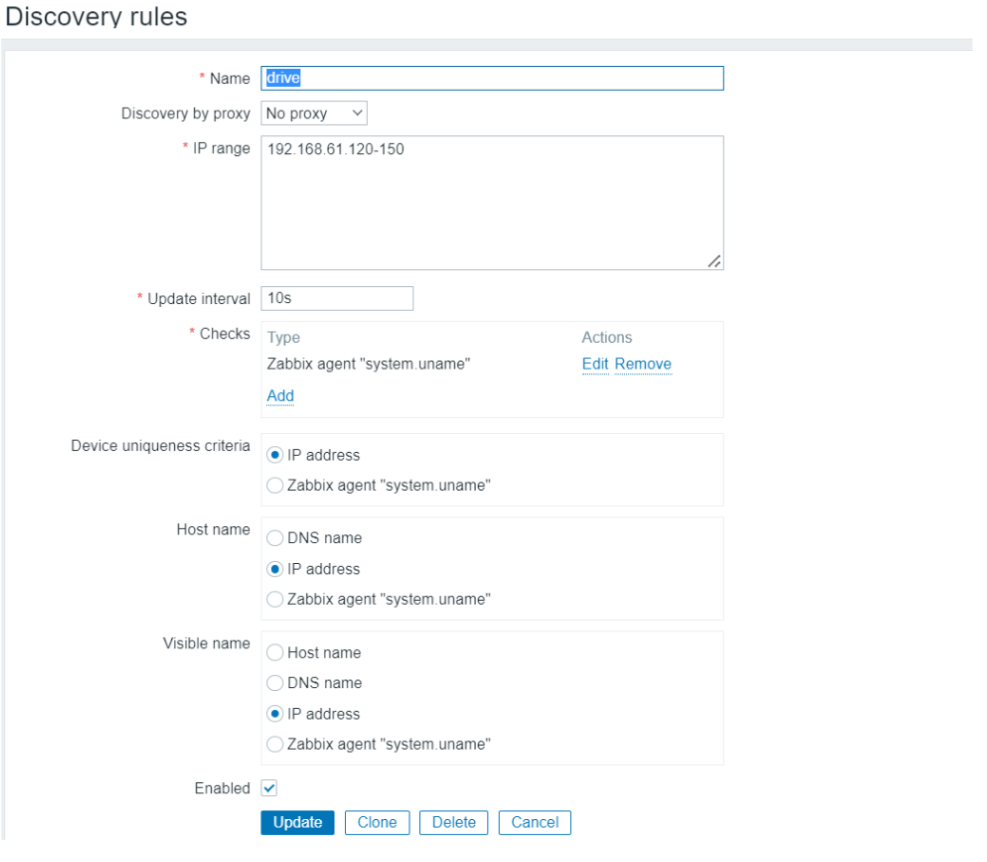 Discovery rules
* Name drive
Discovery by proxy No proxy
* IP range 192.168.61.120-150
* Update interval 10s
* Checks Type Actions
Zabbix agent "system.uname" Edit Remove
Add
Device uniqueness criteria IP address
Zabbix agent "system.uname"
Host name DNS name
IP address
Zabbix agent "system.uname"
Visible name Host name
DNS name
IP address
Zabbix agent "system.uname"
Enabled
Update Clone Delete Cancel